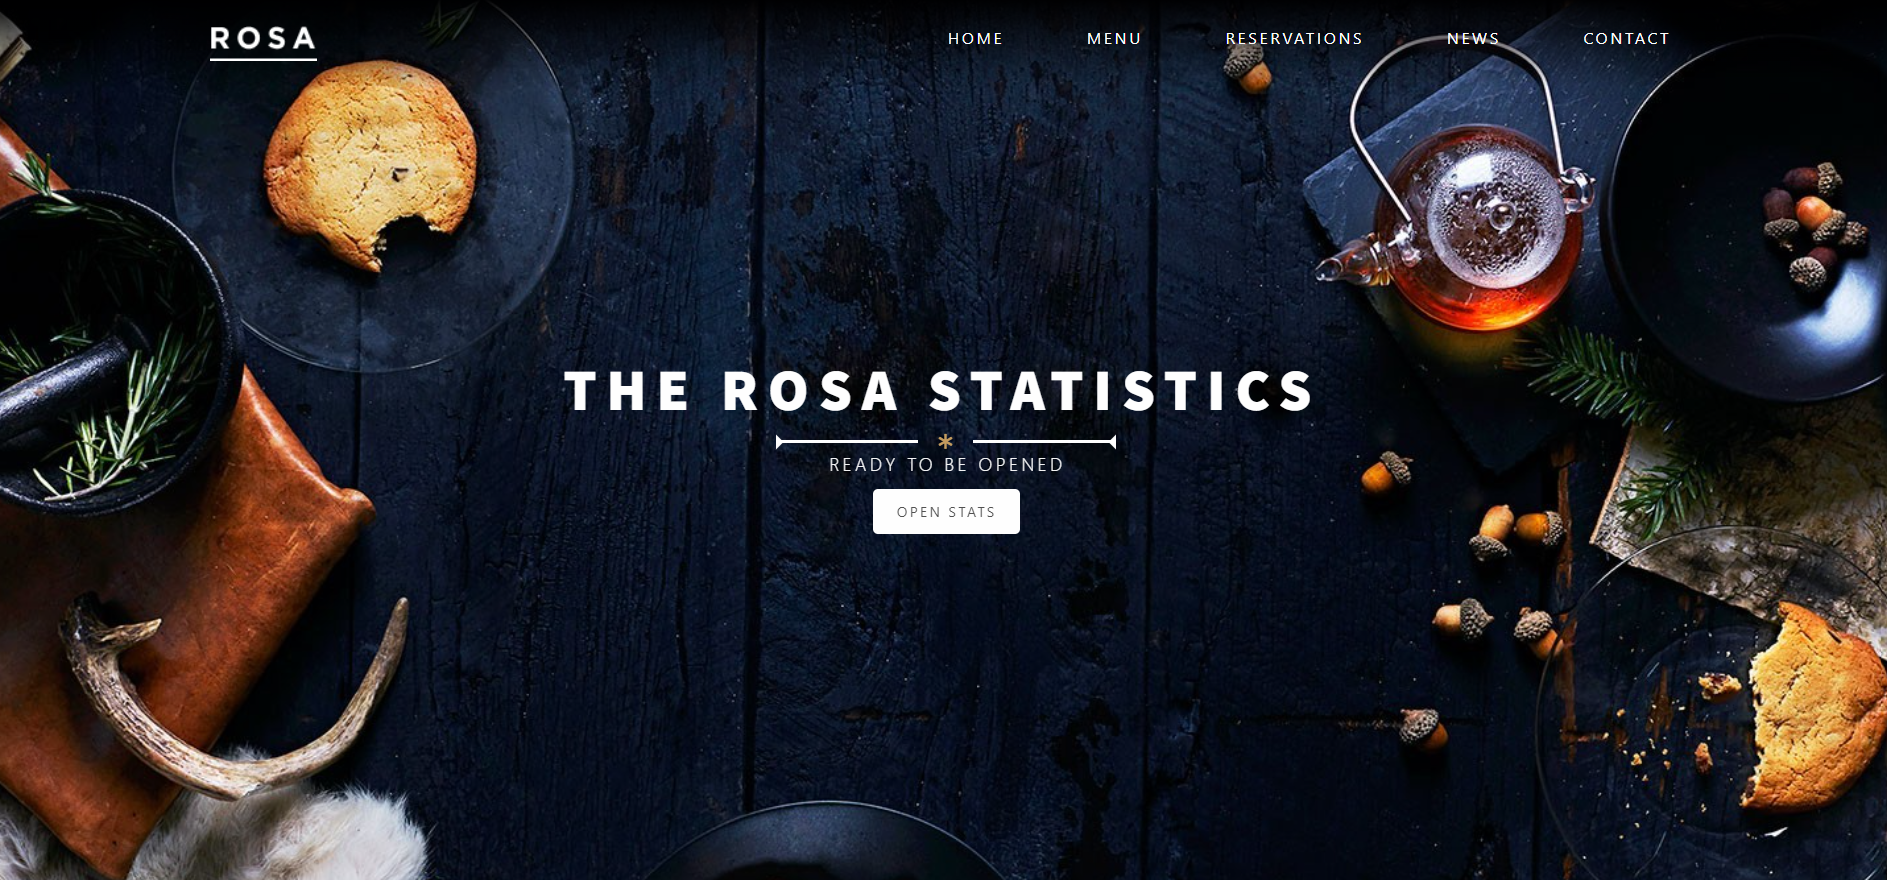 ROSA
HOME MENU RESERVATIONS NEWS CONTACT
THE ROSA STATISTICS
READY TO BE OPENED
OPEN STATS